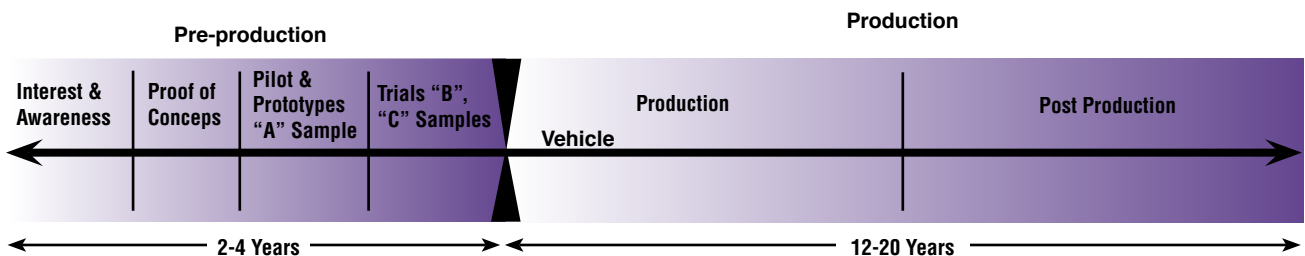 Pre-production
Production
Interest &
Awareness
Proof of
Conceps
Pilot &
Prototypes
“A” Sample
Trials “B”,
“C” Samples
Vehicle
Production
Post Production
2-4 Years
12-20 Years